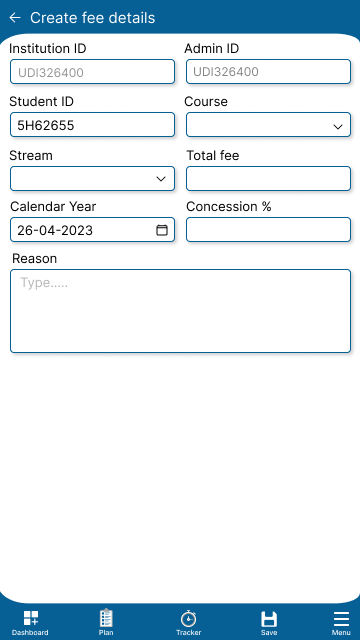 Create fee details
Institution ID Admin ID
UDI326400 UDI326400
Student ID Course
5H62655
Stream Total fee
Calendar Year Concession %
26-04-2023
Reason
Type.....
Dashboard Plan Tracker Save Menu